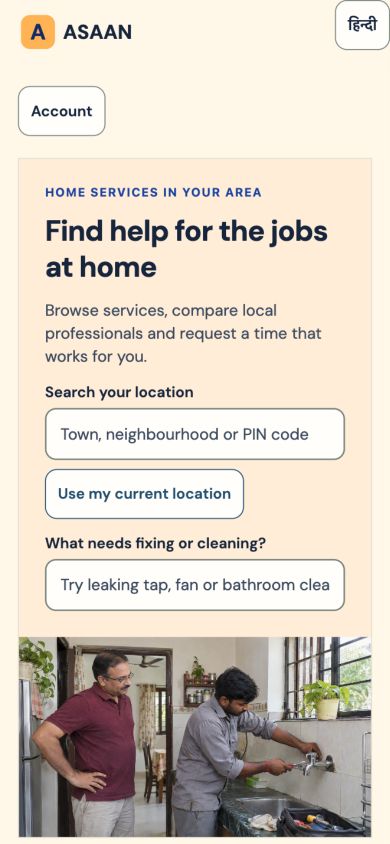 A ASAAN
हिन्दी
Account
HOME SERVICES IN YOUR AREA
Find help for the jobs
at home
Browse services, compare local
professionals and request a time that
works for you.
Search your location
Town, neighbourhood or PIN code
Use my current location
What needs fixing or cleaning?
Try leaking tap, fan or bathroom clea